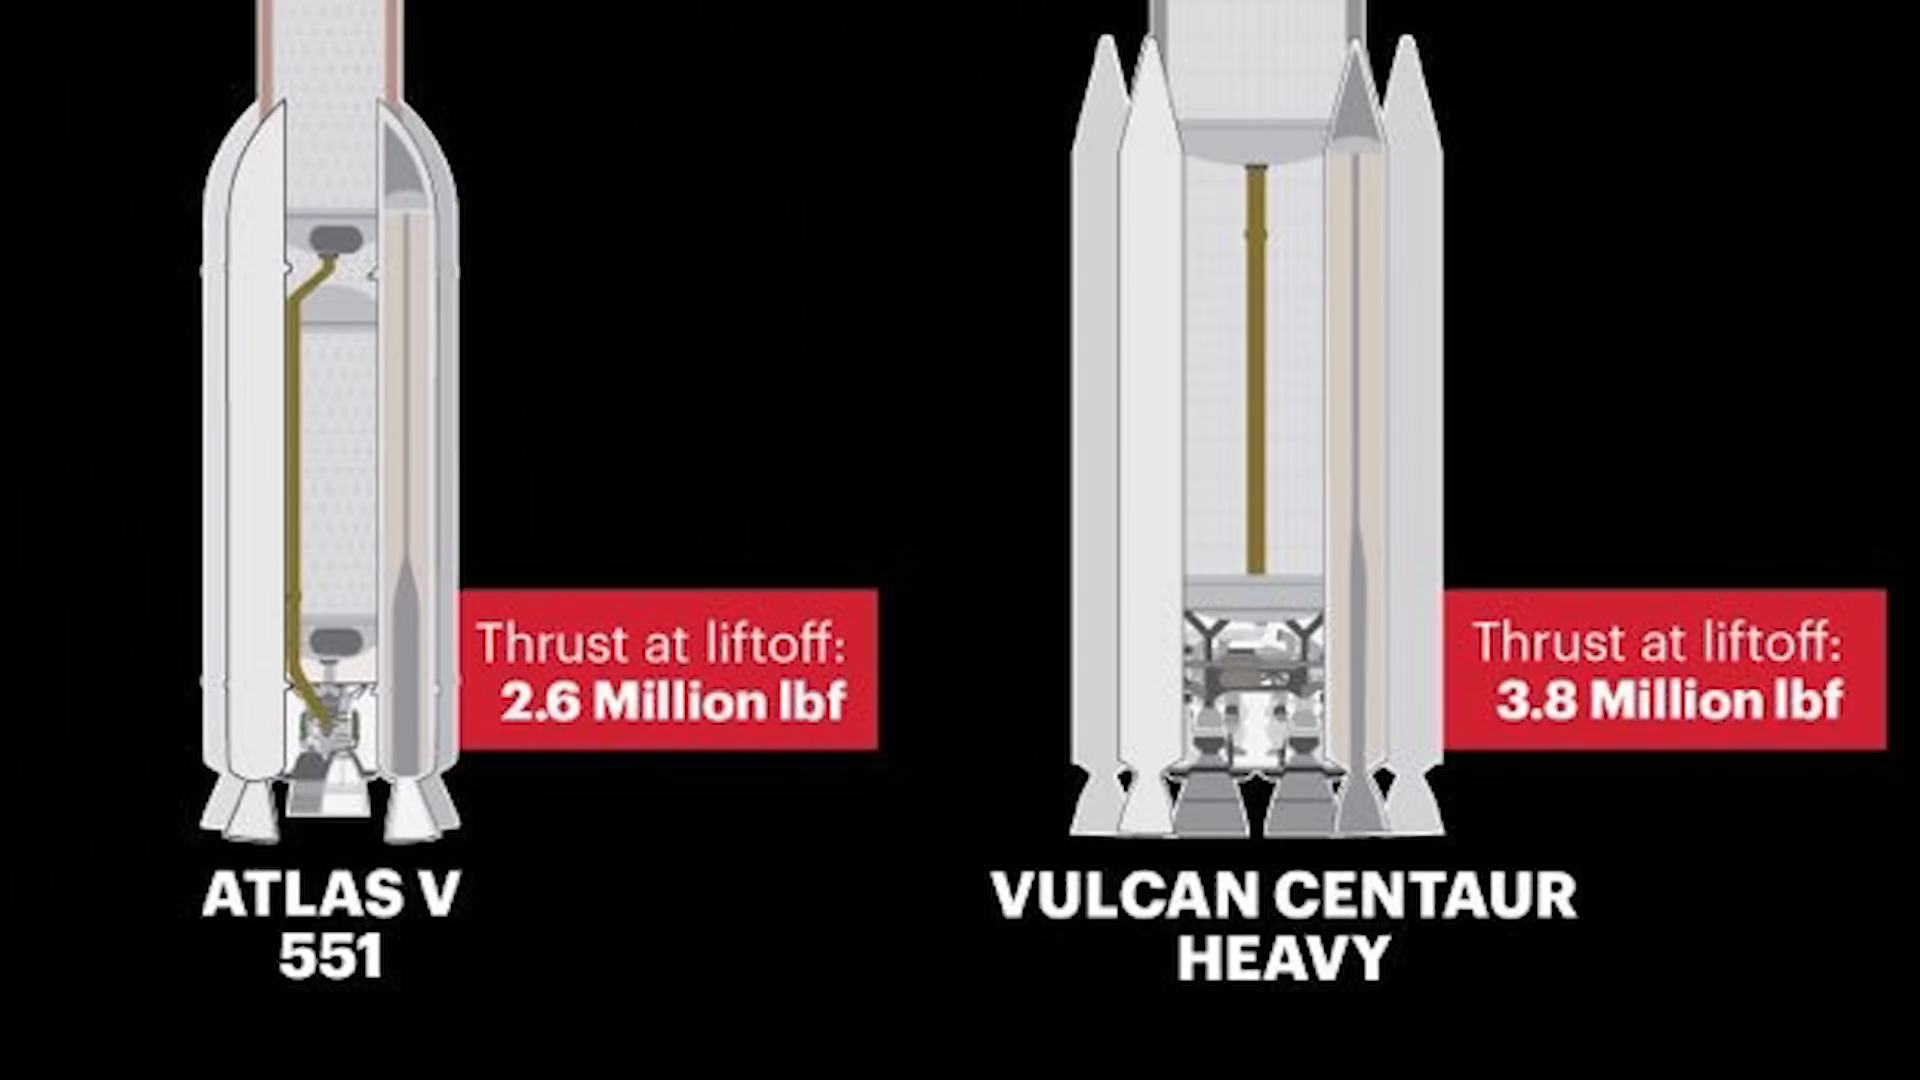 Thrust at liftoff:
2.6 Million lbf
Thrust at liftoff:
3.8 Million lbf
ATLAS V
551
VULCAN CENTAUR
HEAVY